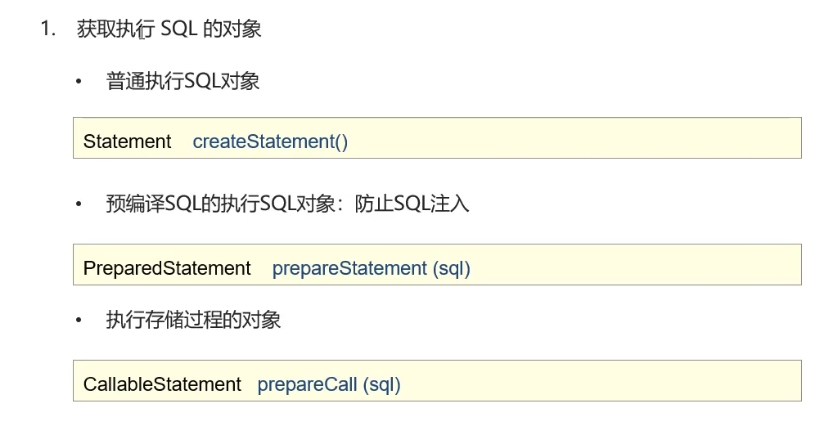 1. 获取执行 SQL 的对象
• 普通执行SQL对象
Statement createStatement()
• 预编译SQL的执行SQL对象：防止SQL注入
PreparedStatement prepareStatement (sql)
• 执行存储过程的对象
CallableStatement prepareCall (sql)